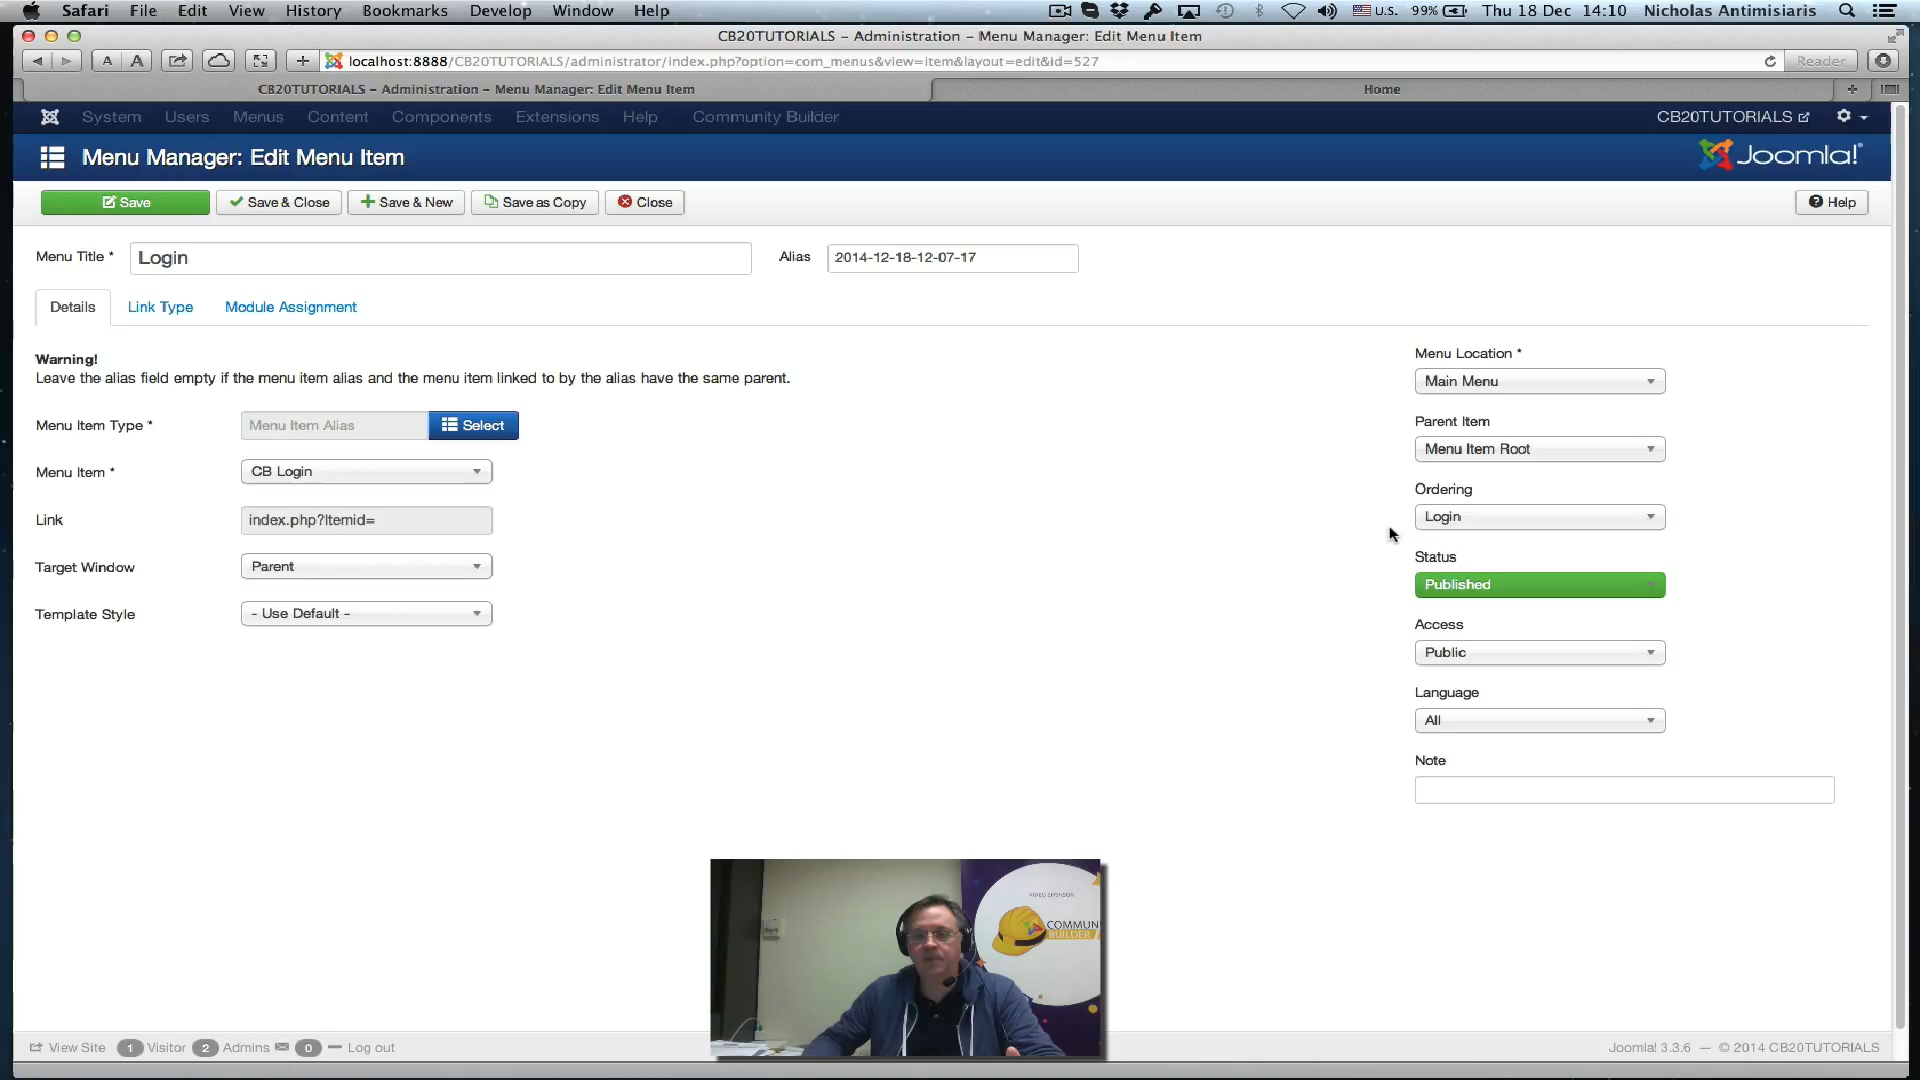 Safari File Edit View History Bookmarks Develop Window Help U.S. 99% Thu 18 Dec 14:10 Nicholas Antimisiaris
CB20TUTORIALS – Administration – Menu Manager: Edit Menu Item
A A + localhost:8888/CB20TUTORIALS/administrator/index.php?option=com_menus&view=item&layout=edit&id=527 Reader
CB20TUTORIALS – Administration – Menu Manager: Edit Menu Item Home
System Users Menus Content Components Extensions Help Community Builder CB20TUTORIALS
Menu Manager: Edit Menu Item Joomla!
Save Save & Close Save & New Save as Copy Close Help
Menu Title * Login Alias 2014-12-18-12-07-17
Details Link Type Module Assignment
Warning!
Leave the alias field empty if the menu item alias and the menu item linked to by the alias have the same parent.
Menu Item Type * Menu Item Alias Select
Menu Item * CB Login
Link index.php?Itemid=
Target Window Parent
Template Style - Use Default -
Menu Location *
Main Menu
Parent Item
Menu Item Root
Ordering
Login
Status
Published
Access
Public
Language
All
Note
VIDEO SPONSOR
COMMUN
BUILDER
View Site 1 Visitor 2 Admins 0 Log out Joomla! 3.3.6 — © 2014 CB20TUTORIALS